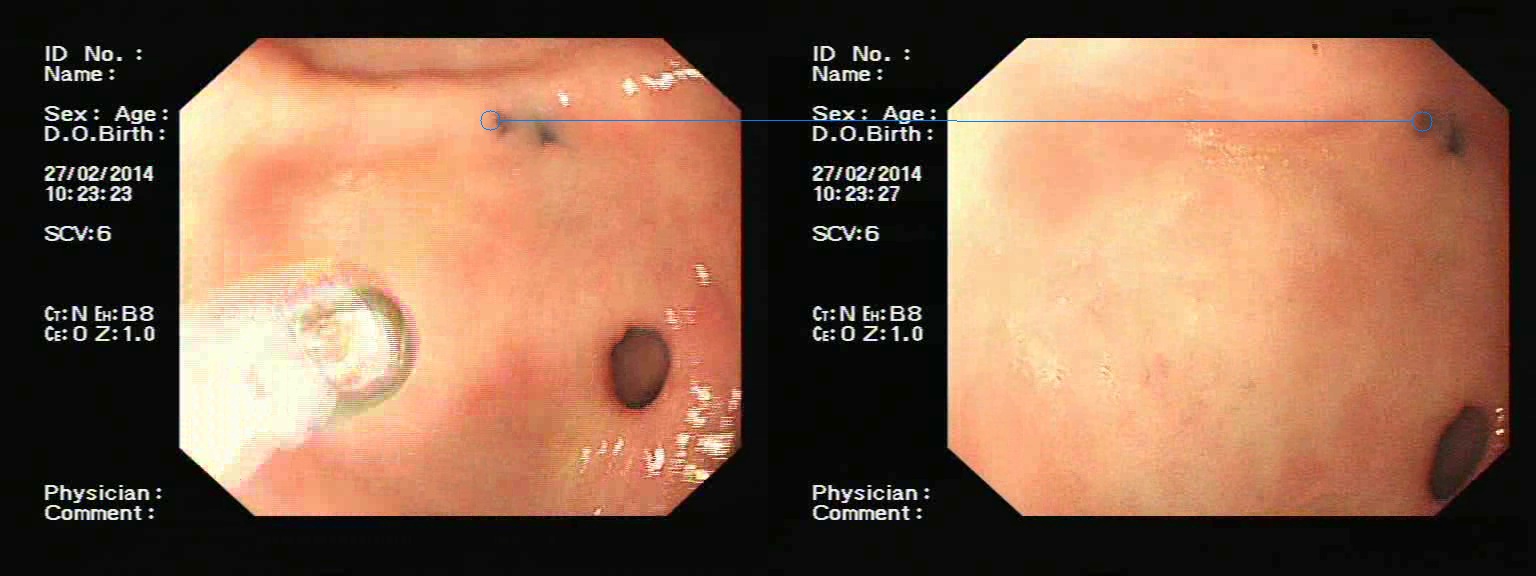 ID No. :
Name:
Sex: Age:
D.O.Birth:
27/02/2014
10:23:23
SCV:6
CT:N EH:B8
CE:0 Z:1.0
Physician:
Comment:
ID No. :
Name:
Sex: Age:
D.O.Birth:
27/02/2014
10:23:27
SCV:6
CT:N EH:B8
CE:0 Z:1.0
Physician:
Comment: